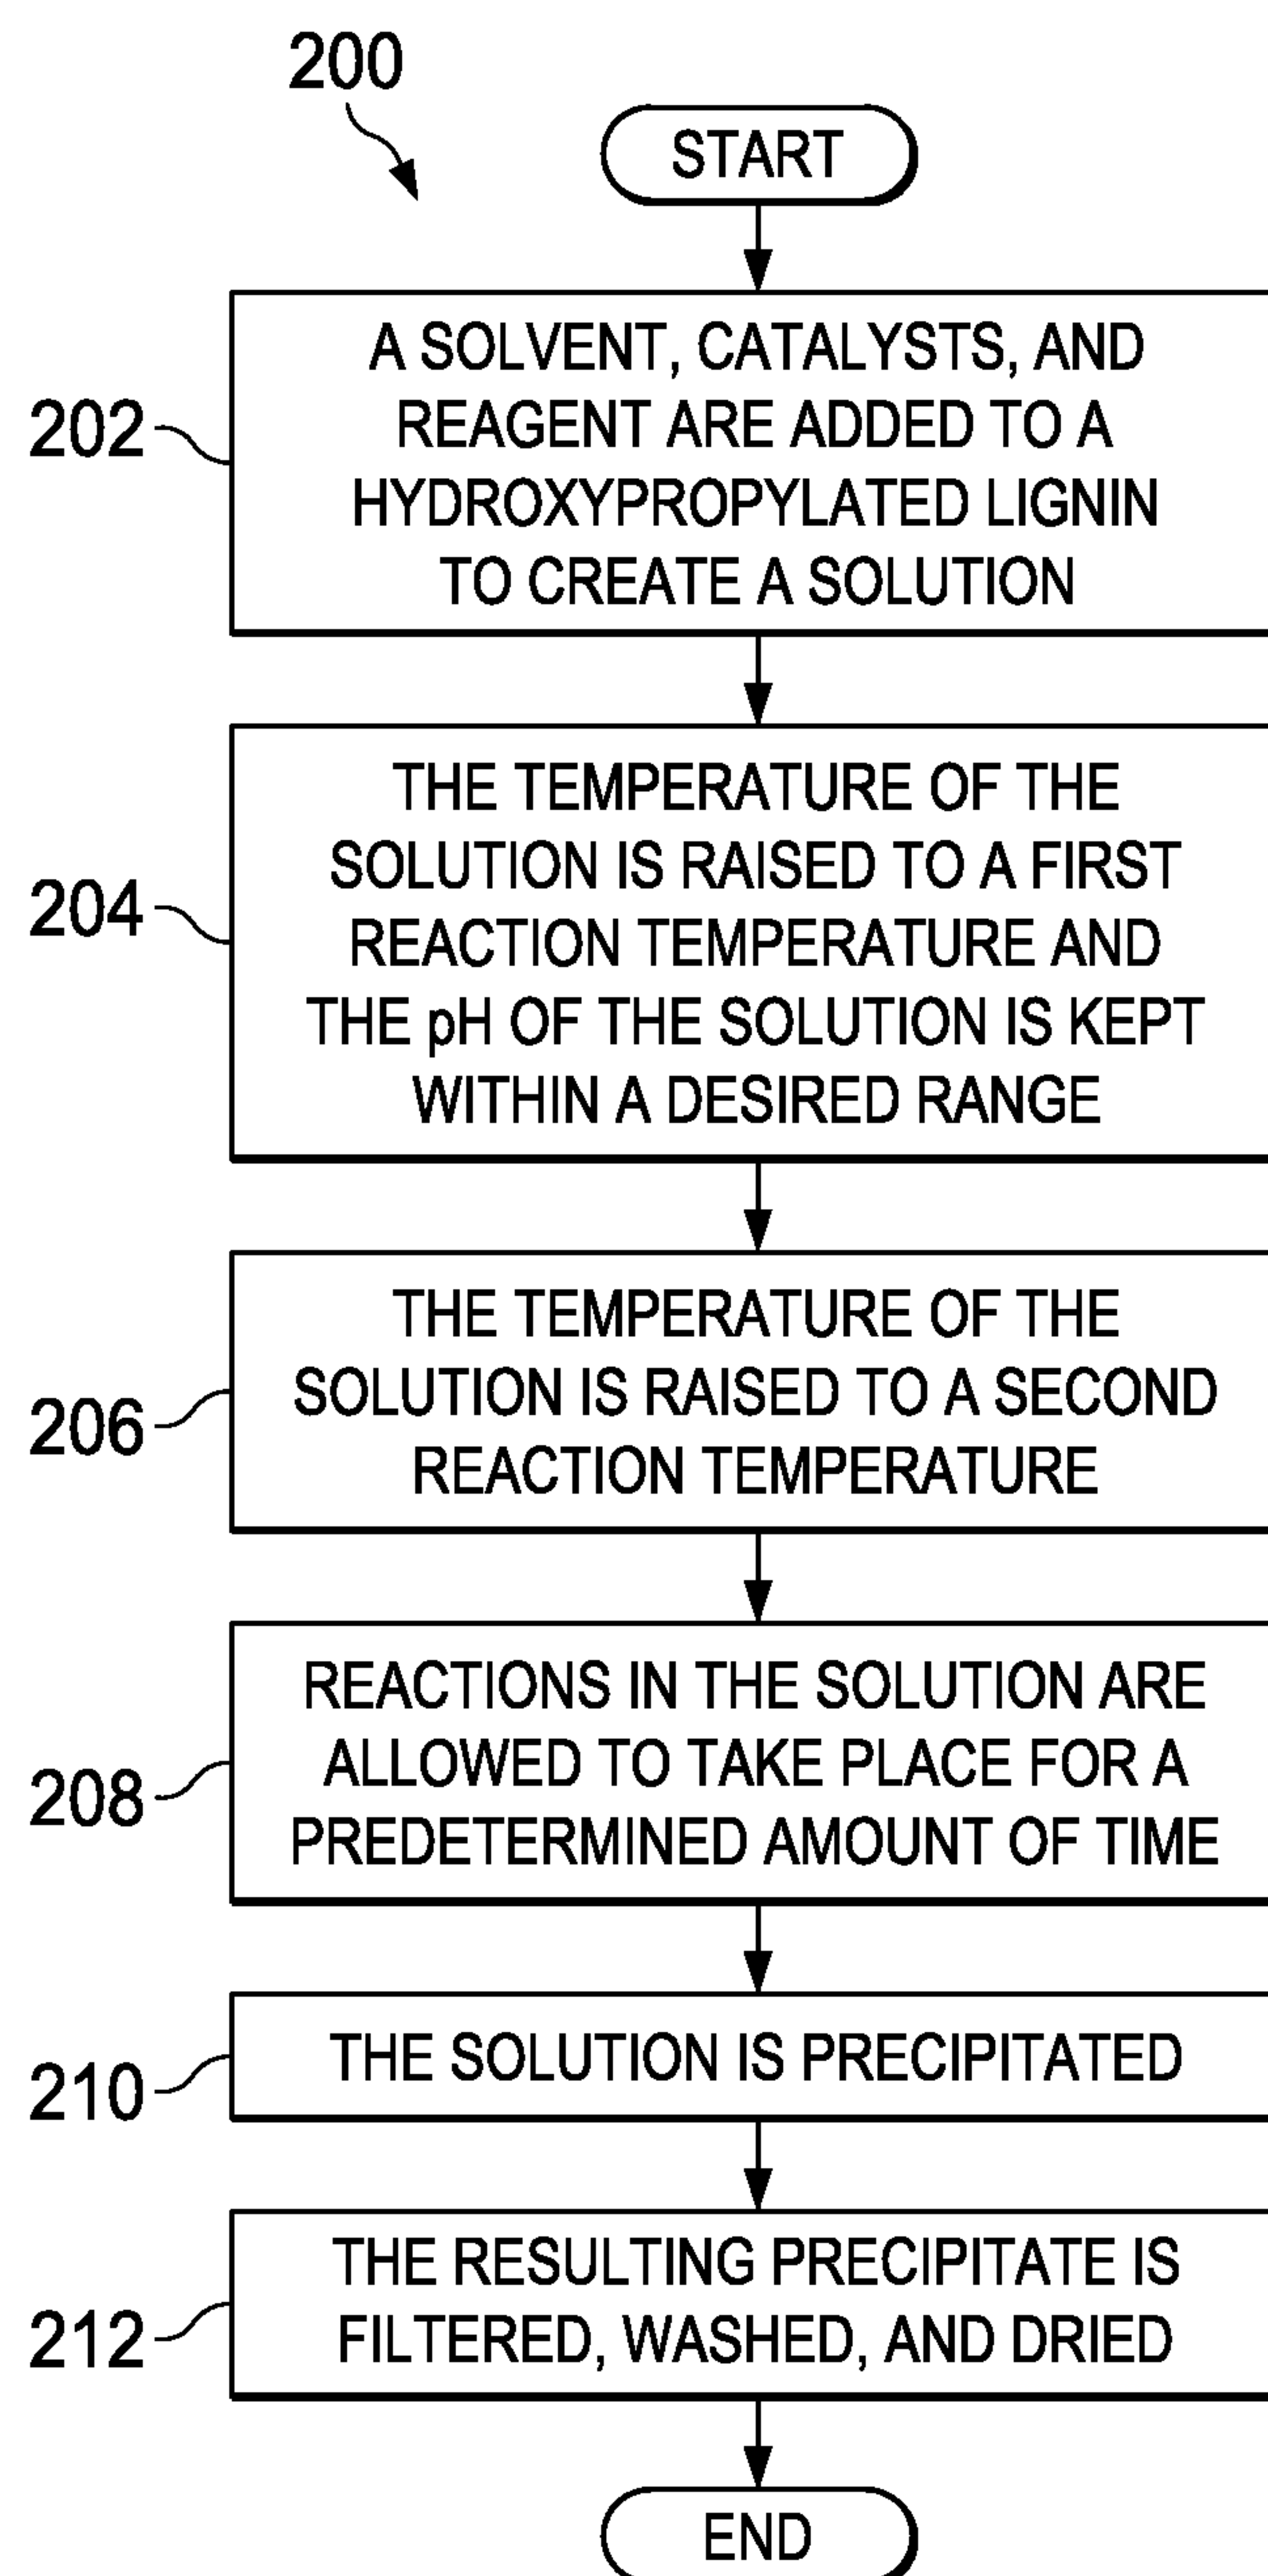 200
START
202
A SOLVENT, CATALYSTS, AND
REAGENT ARE ADDED TO A
HYDROXYPROPYLATED LIGNIN
TO CREATE A SOLUTION
204
THE TEMPERATURE OF THE
SOLUTION IS RAISED TO A FIRST
REACTION TEMPERATURE AND
THE pH OF THE SOLUTION IS KEPT
WITHIN A DESIRED RANGE
206
THE TEMPERATURE OF THE
SOLUTION IS RAISED TO A SECOND
REACTION TEMPERATURE
208
REACTIONS IN THE SOLUTION ARE
ALLOWED TO TAKE PLACE FOR A
PREDETERMINED AMOUNT OF TIME
210
THE SOLUTION IS PRECIPITATED
212
THE RESULTING PRECIPITATE IS
FILTERED, WASHED, AND DRIED
END